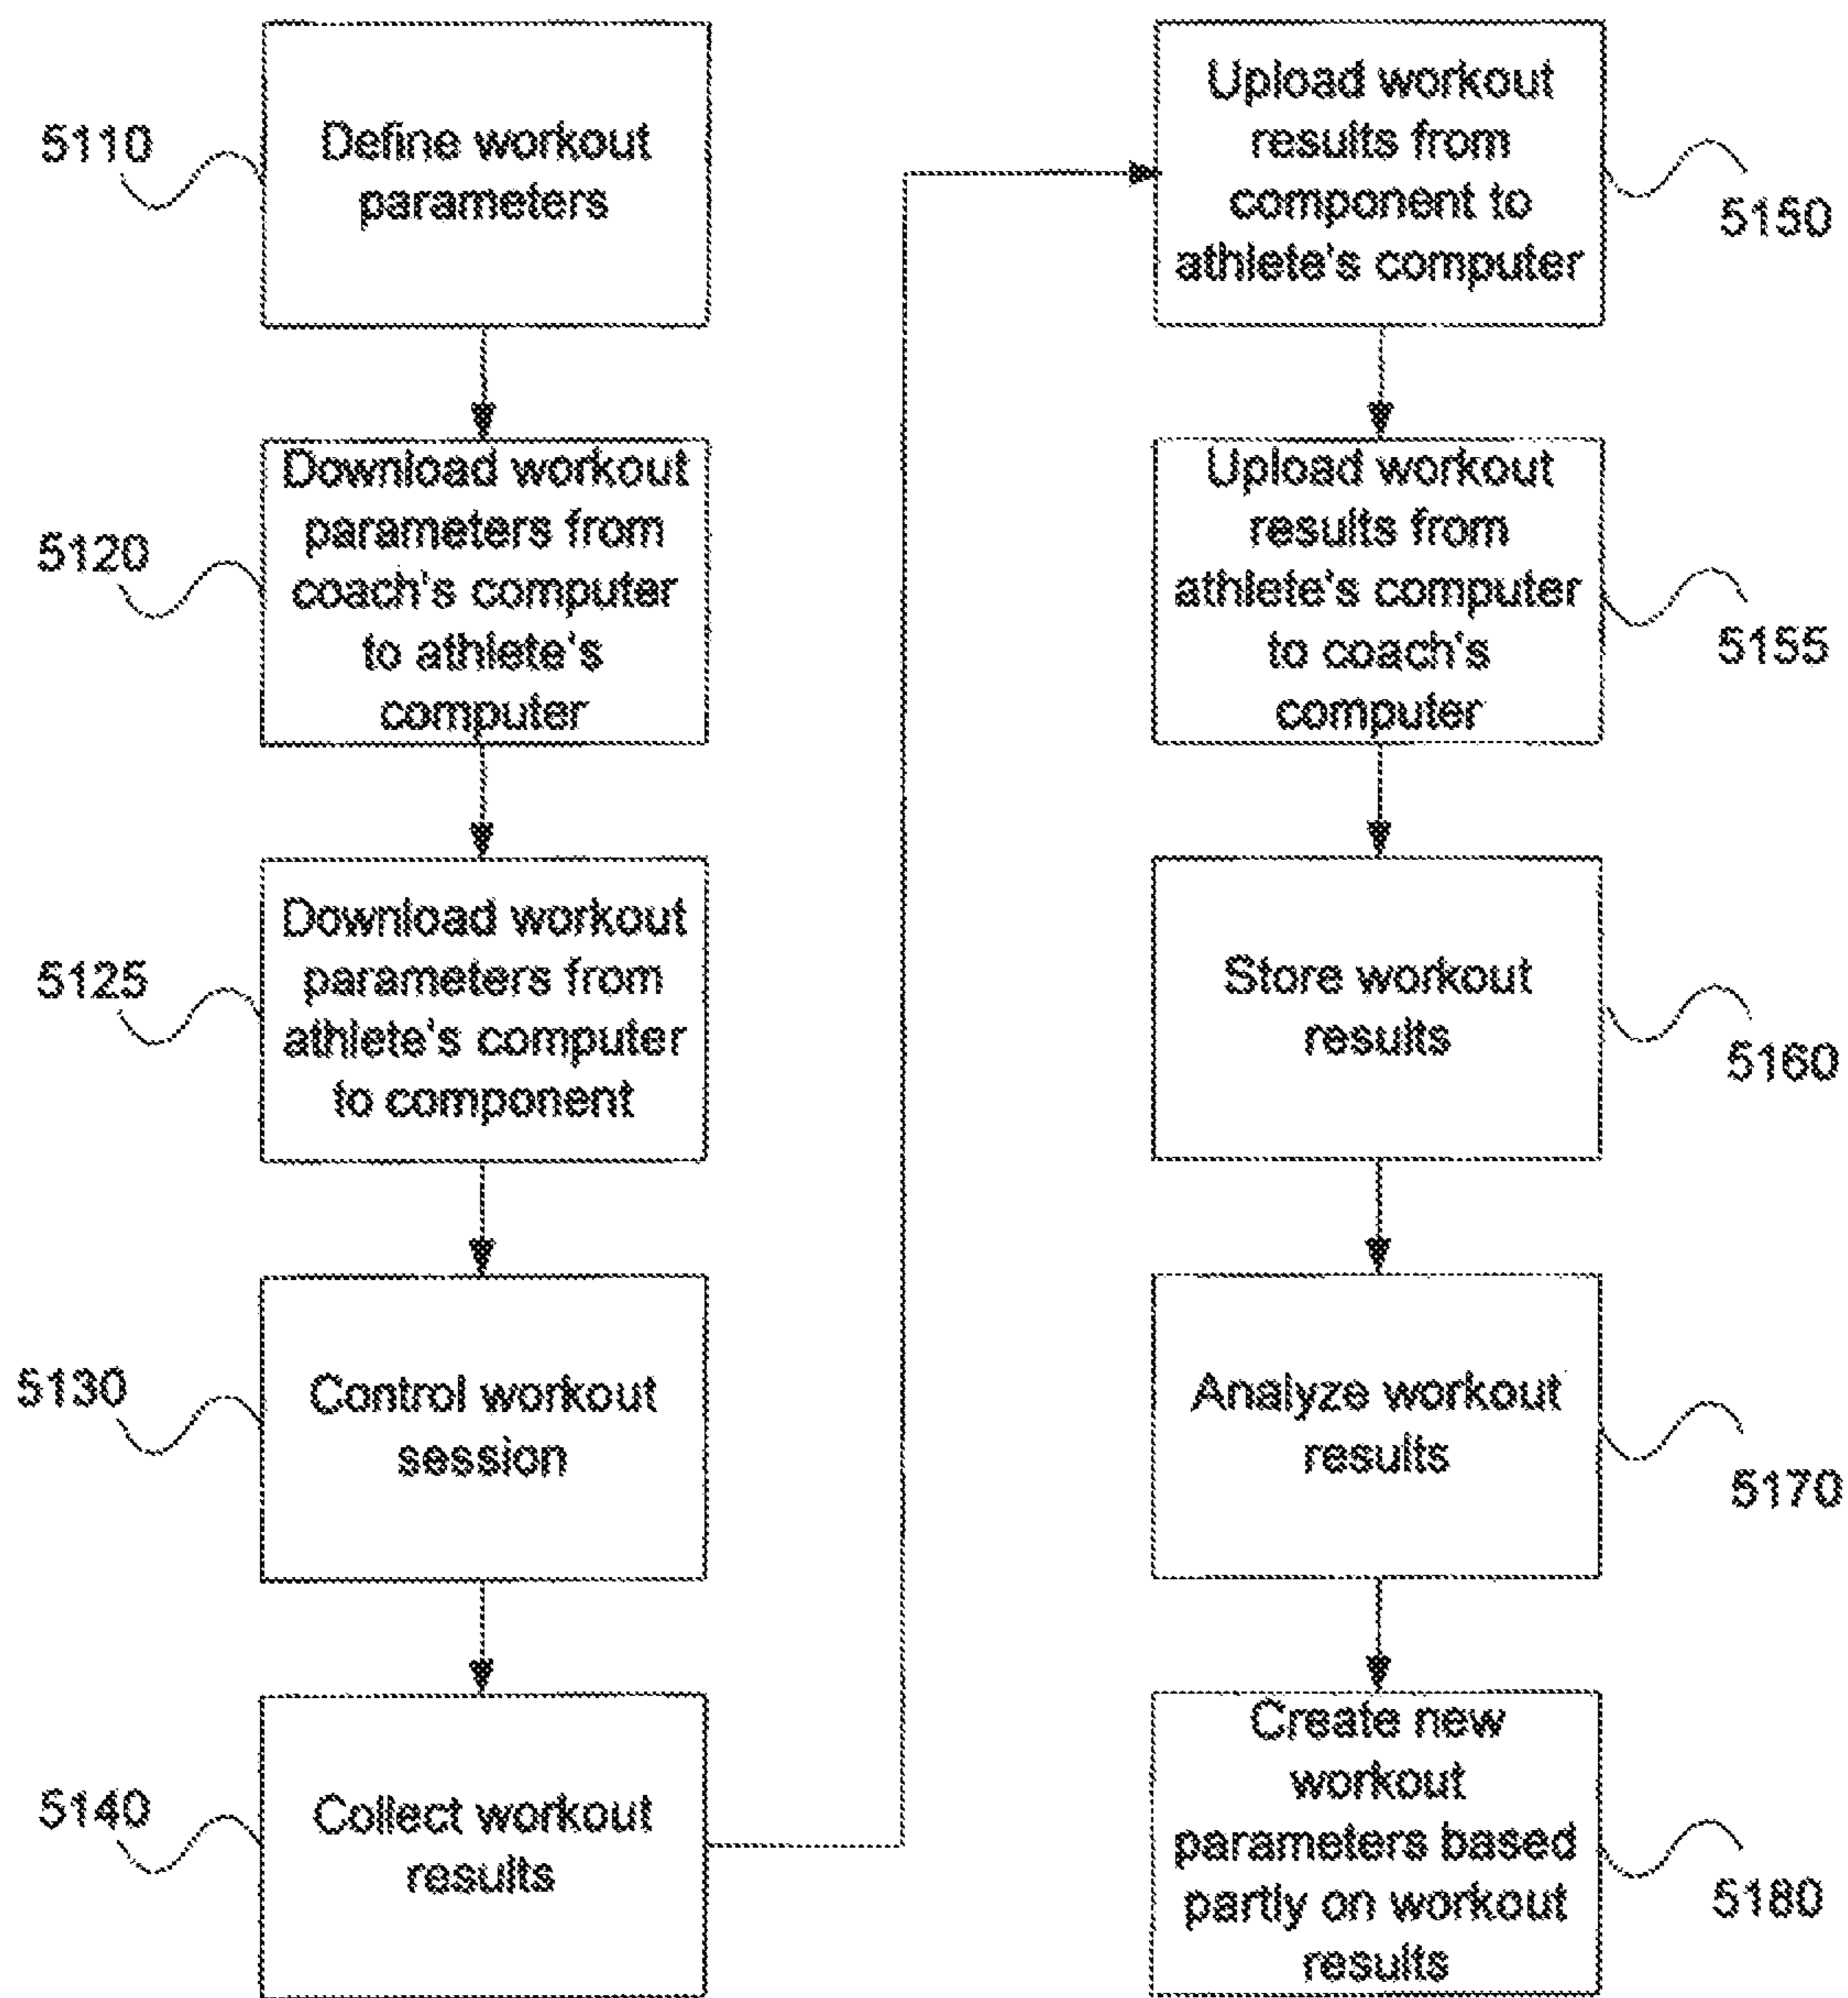 5110
Define workout
parameters
5120
Download workout
parameters from
coach's computer
to athlete's
computer
5125
Download workout
parameters from
athlete's computer
to component
5130
Control workout
session
5140
Collect workout
results
Upload workout
results from
component to
athlete's computer
5150
Upload workout
results from
athlete's computer
to coach's
computer
5155
Store workout
results
5160
Analyze workout
results
5170
Create new
workout
parameters based
partly on workout
results
5180